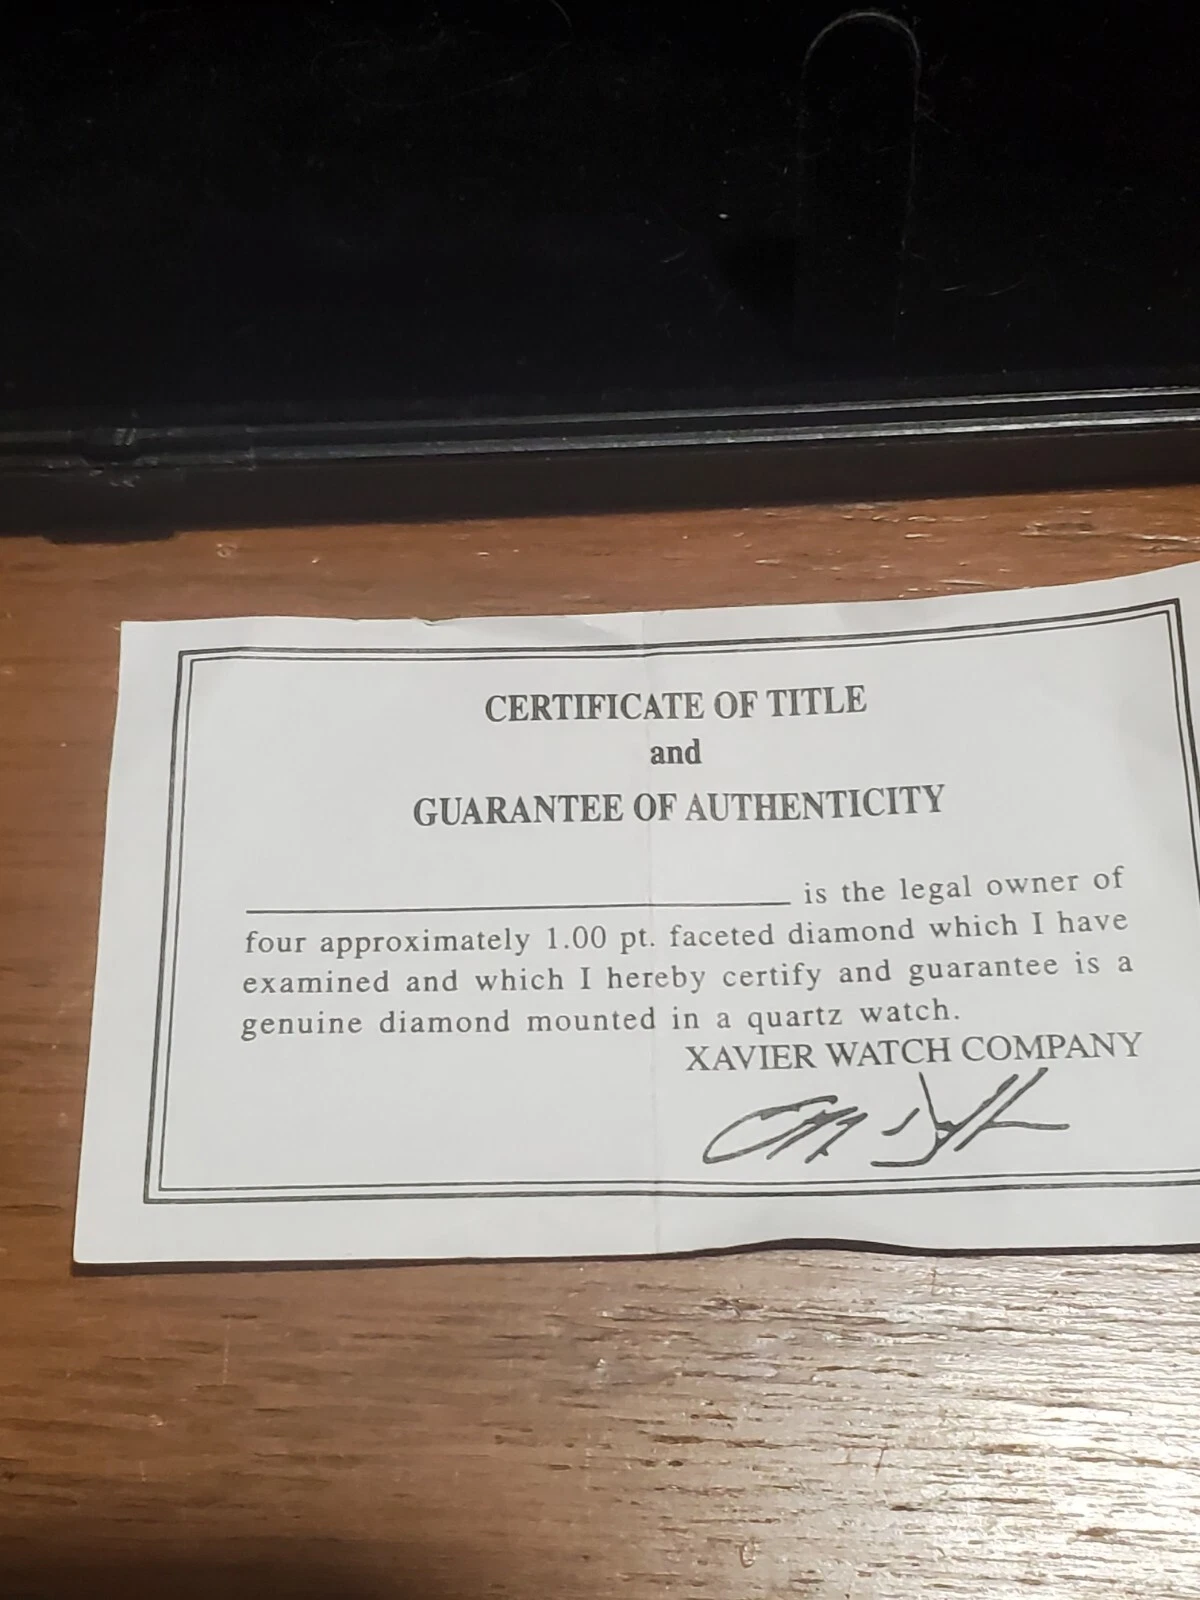 CERTIFICATE OF TITLE
and
GUARANTEE OF AUTHENTICITY
is the legal owner of
four approximately 1.00 pt. faceted diamond which I have
examined and which I hereby certify and guarantee is a
genuine diamond mounted in a quartz watch.
XAVIER WATCH COMPANY